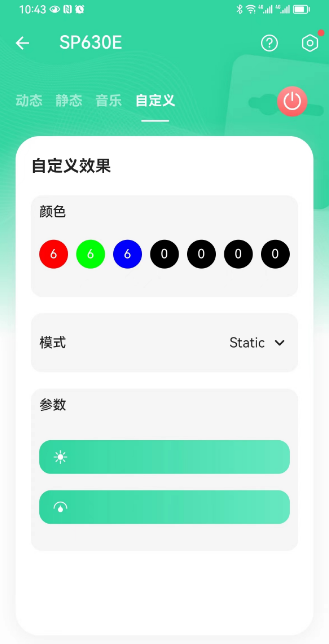 10:43
SP630E
动态 静态 音乐 自定义
自定义效果
颜色
6 6 6 0 0 0 0
模式 Static
参数